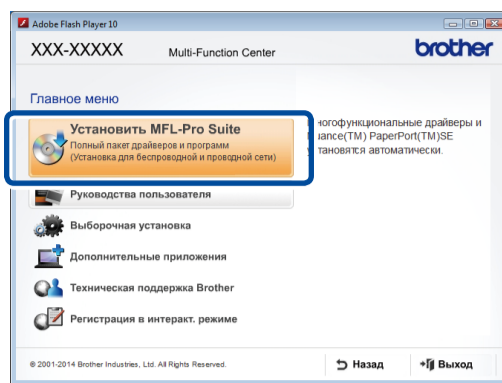 Adobe Flash Player 10
XXX-XXXXX Multi-Function Center brother
Главное меню
Установить MFL-Pro Suite
Полный пакет драйверов и программ
(Установка для беспроводной и проводной сети)
ногофункциональные драйверы и
ance(TM) PaperPort(TM)SE
тановятся автоматически.
Руководства пользователя
Выборочная установка
Дополнительные приложения
Техническая поддержка Brother
Регистрация в интеракт. режиме
© 2001-2014 Brother Industries, Ltd. All Rights Reserved. Назад Выход